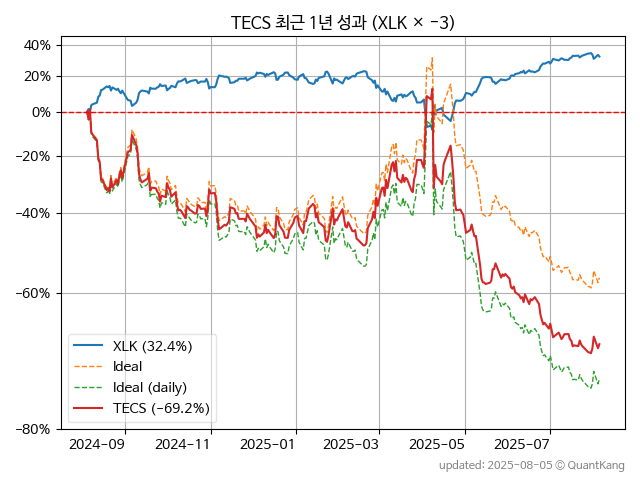 TECS 최근 1년 성과 (XLK × −3)
40%
20%
0%
−20%
−40%
−60%
−80%
XLK (32.4%)
Ideal
Ideal (daily)
TECS (−69.2%)
2024-09 2024-11 2025-01 2025-03 2025-05 2025-07
updated: 2025-08-05 © QuantKang